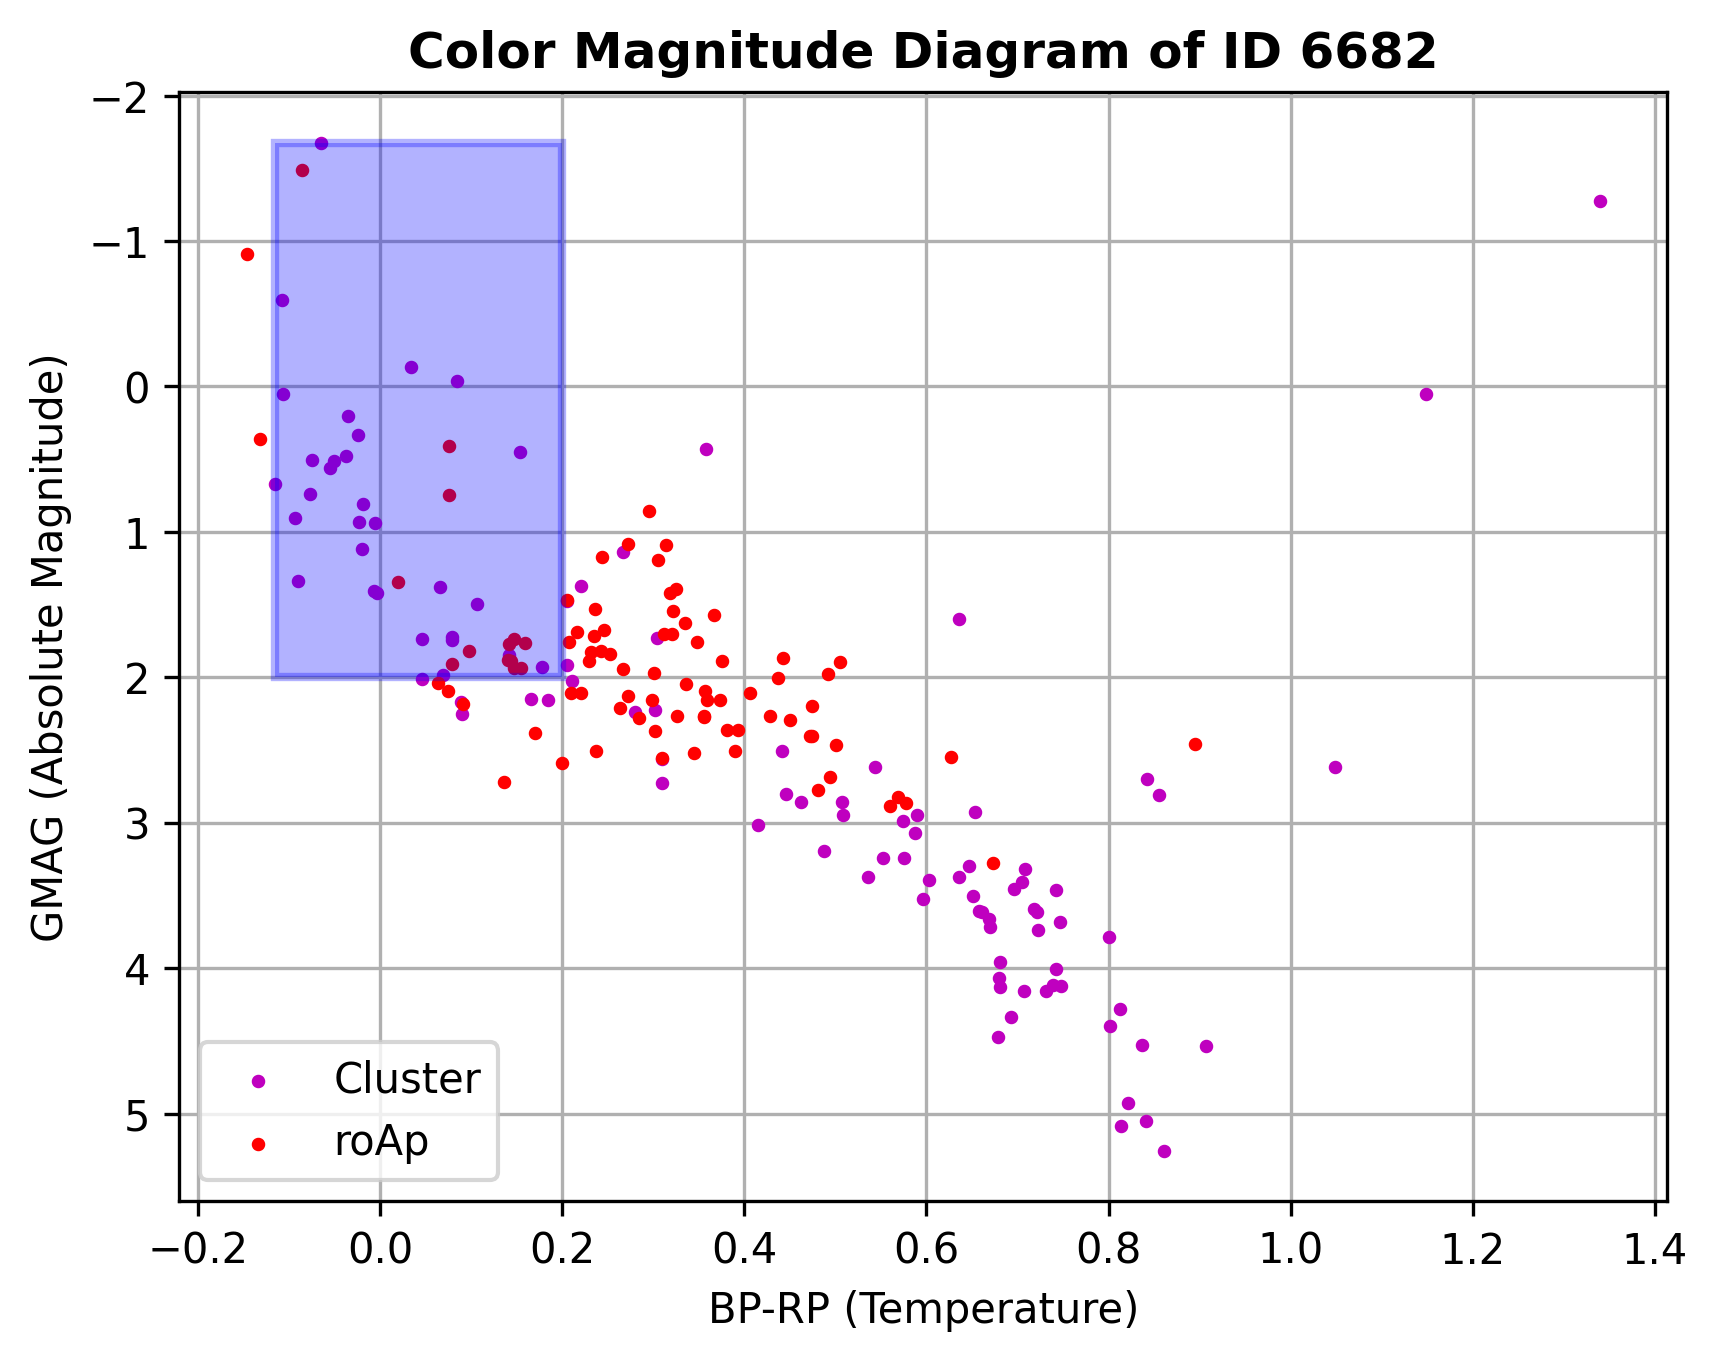 Color Magnitude Diagram of ID 6682
−2
−1
0
1
2
3
4
5
GMAG (Absolute Magnitude)
Cluster
roAp
−0.2 0.0 0.2 0.4 0.6 0.8 1.0 1.2 1.4
BP-RP (Temperature)